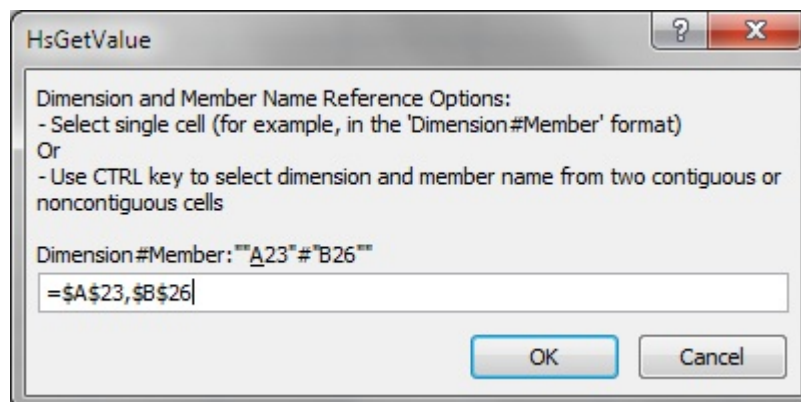 HsGetValue
Dimension and Member Name Reference Options:
- Select single cell (for example, in the 'Dimension#Member' format)
Or
- Use CTRL key to select dimension and member name from two contiguous or
noncontiguous cells
Dimension#Member:""A23"#"B26""
=$A$23,$B$26
OK Cancel